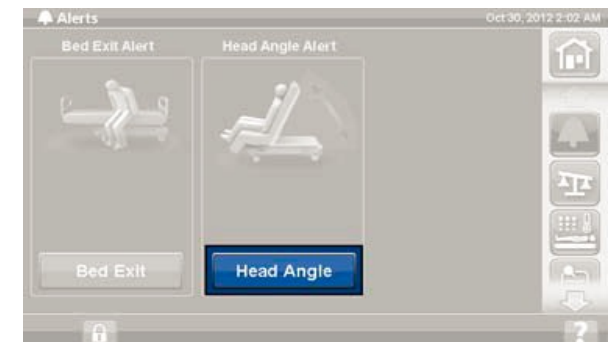 Alerts
Oct 30, 2012 2:02 AM
Bed Exit Alert
Head Angle Alert
Bed Exit
Head Angle
?